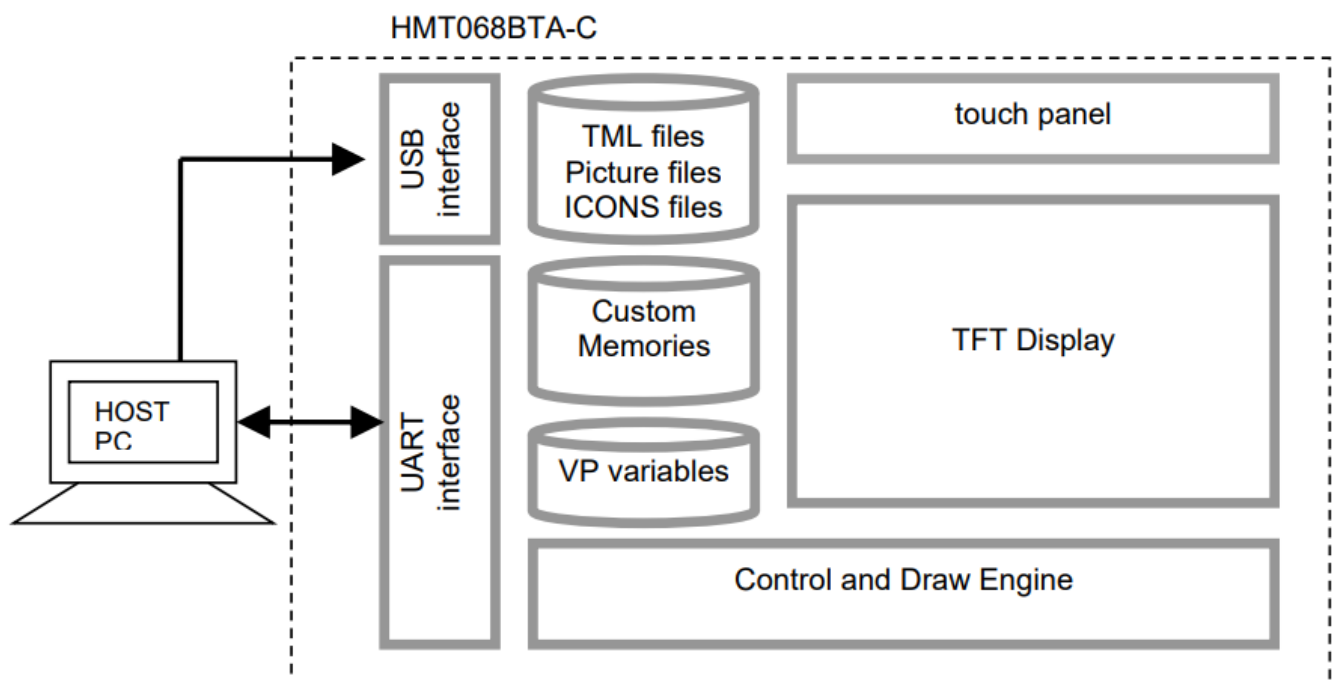 HMT068BTA-C
USB
interface
TML files
Picture files
ICONS files
touch panel
Custom
Memories
TFT Display
HOST
PC
UART
interface
VP variables
Control and Draw Engine